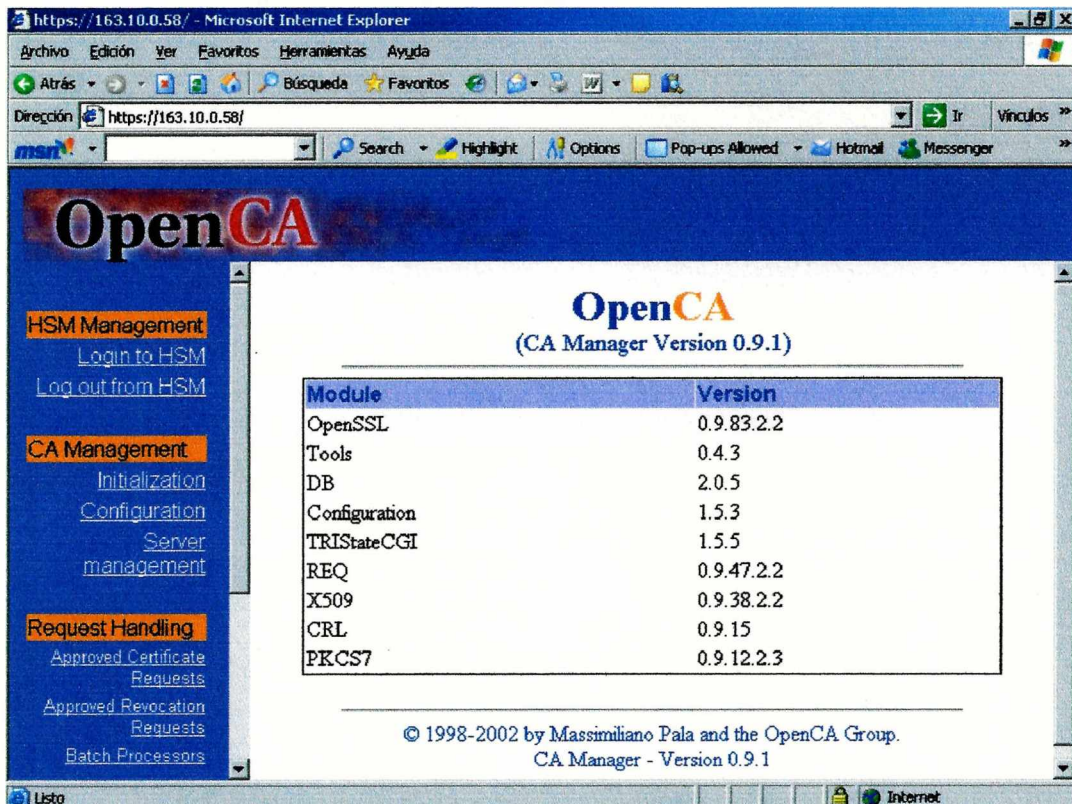 https://163.10.0.58/ - Microsoft Internet Explorer
Archivo Edición Ver Favoritos Herramientas Ayuda
Atrás Búsqueda Favoritos
Dirección https://163.10.0.58/ Ir Vínculos »
msn Search Highlight Options Pop-ups Allowed Hotmail Messenger »
OpenCA
HSM Management
Login to HSM
Log out from HSM
CA Management
Initialization
Configuration
Server
management
Request Handling
Approved Certificate
Requests
Approved Revocation
Requests
Batch Processors
OpenCA
(CA Manager Version 0.9.1)
Module Version
OpenSSL 0.9.83.2.2
Tools 0.4.3
DB 2.0.5
Configuration 1.5.3
TRIStateCGI 1.5.5
REQ 0.9.47.2.2
X509 0.9.38.2.2
CRL 0.9.15
PKCS7 0.9.12.2.3
© 1998-2002 by Massimiliano Pala and the OpenCA Group.
CA Manager - Version 0.9.1
Listo Internet